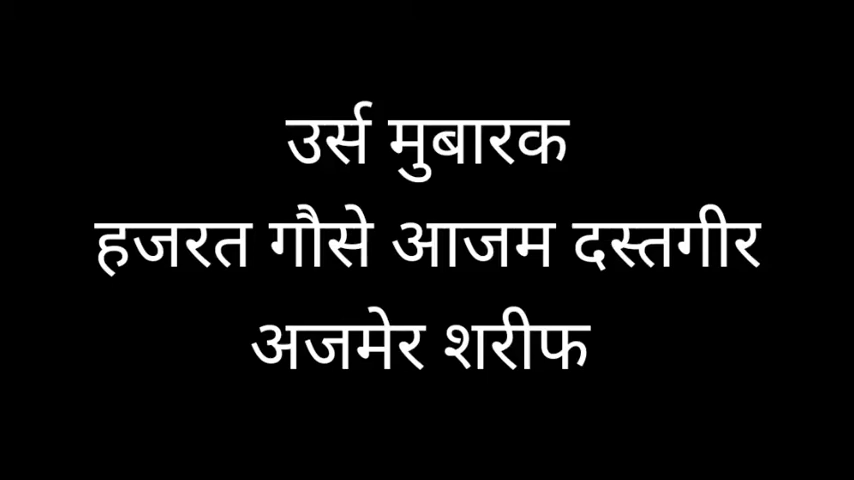 उर्स मुबारक
हजरत गौसे आजम दस्तगीर
अजमेर शरीफ